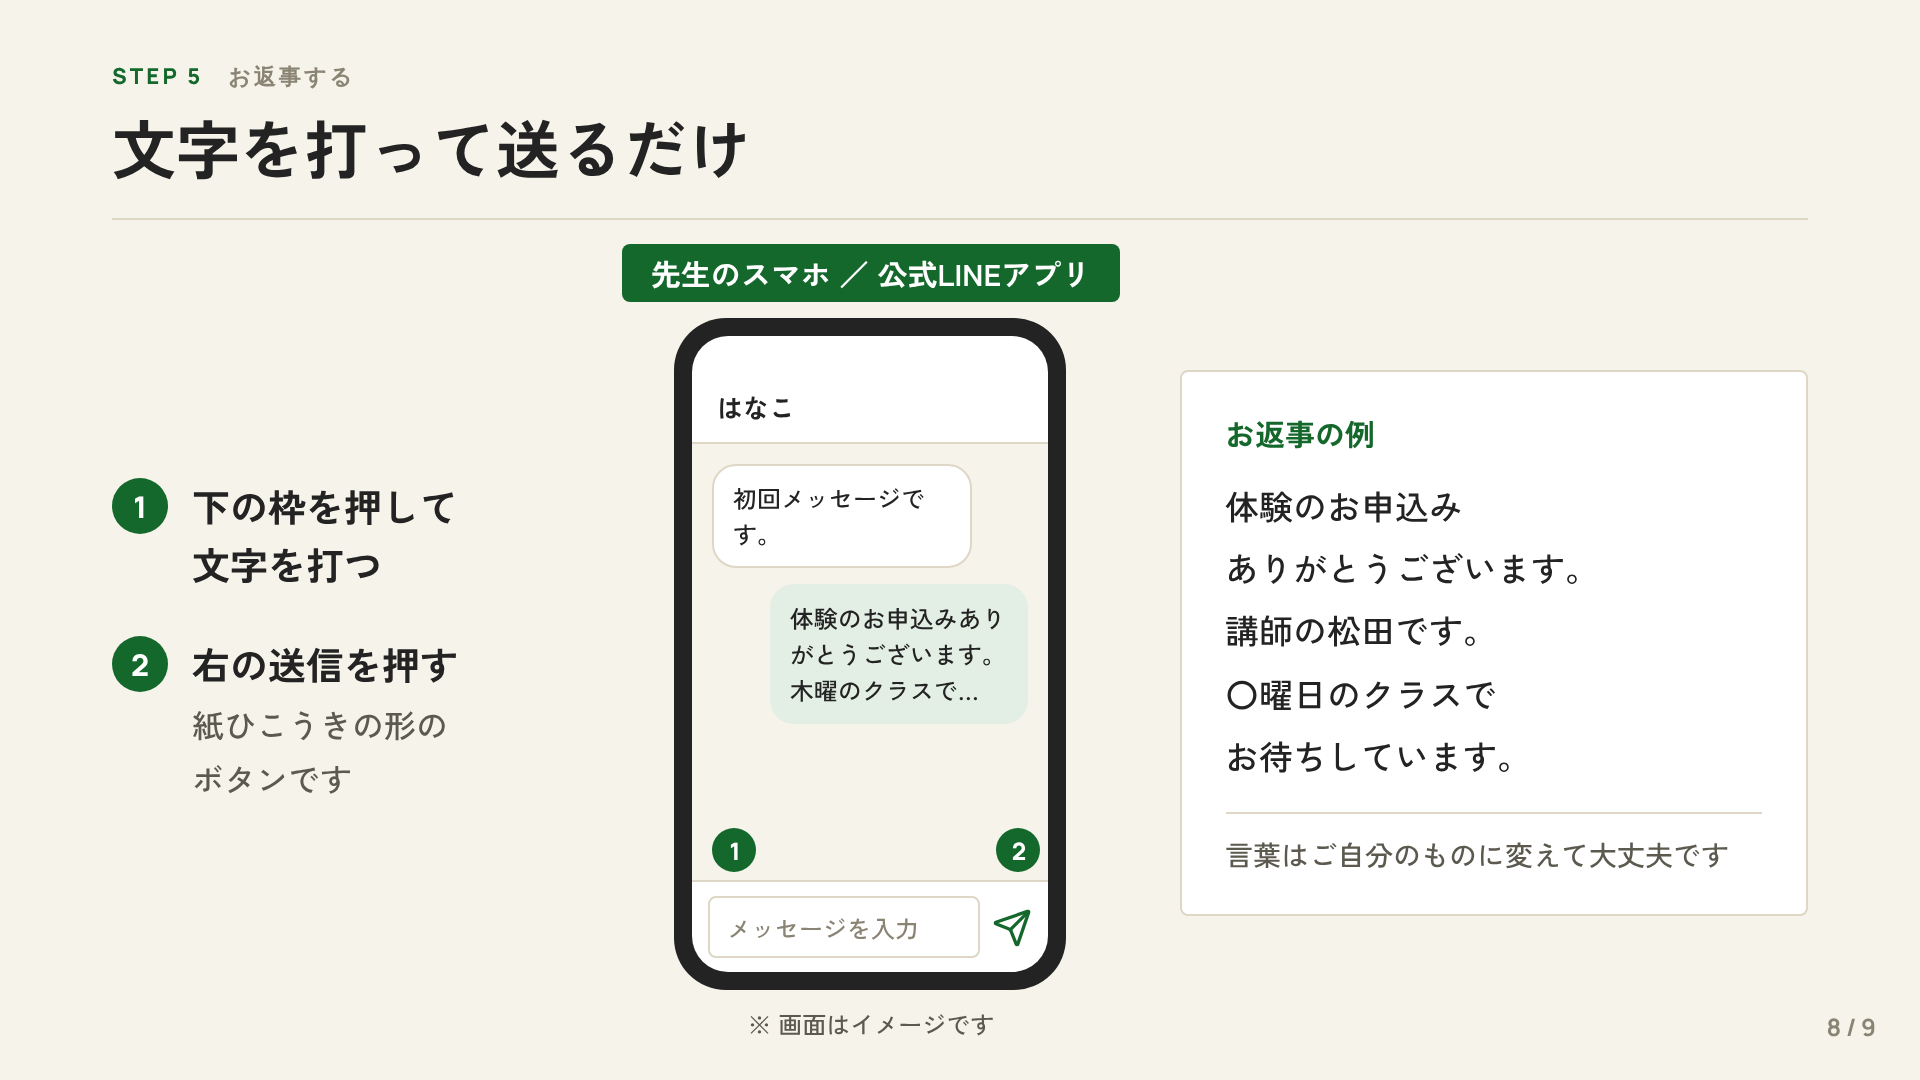 STEP 5 お返事する
文字を打って送るだけ
先生のスマホ ／ 公式LINEアプリ
1 下の枠を押して
文字を打つ
2 右の送信を押す
紙ひこうきの形の
ボタンです
はなこ
初回メッセージで
す。
体験のお申込みあり
がとうございます。
木曜のクラスで…
1
2
メッセージを入力
※ 画面はイメージです
お返事の例
体験のお申込み
ありがとうございます。
講師の松田です。
〇曜日のクラスで
お待ちしています。
言葉はご自分のものに変えて大丈夫です
8 / 9